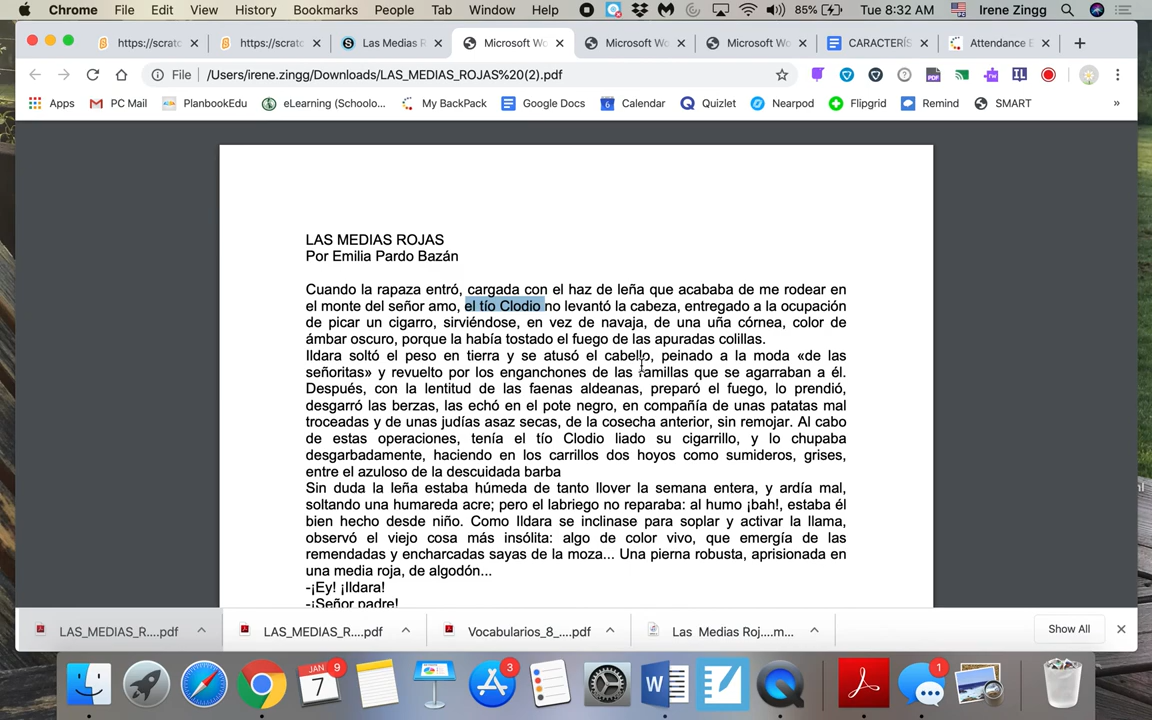 Chrome File Edit View History Bookmarks People Tab Window Help 85% Tue 8:32 AM Irene Zingg
https://scrat https://scrat Las Medias R Microsoft Wo Microsoft Wo Microsoft Wo CARACTERÍS Attendance E
File /Users/irene.zingg/Downloads/LAS_MEDIAS_ROJAS%20(2).pdf
Apps PC Mail PlanbookEdu eLearning (Schoolo... My BackPack Google Docs Calendar Quizlet Nearpod Flipgrid Remind SMART »
LAS MEDIAS ROJAS
Por Emilia Pardo Bazán
Cuando la rapaza entró, cargada con el haz de leña que acababa de me rodear en
el monte del señor amo, el tío Clodio no levantó la cabeza, entregado a la ocupación
de picar un cigarro, sirviéndose, en vez de navaja, de una uña córnea, color de
ámbar oscuro, porque la había tostado el fuego de las apuradas colillas.
Ildara soltó el peso en tierra y se atusó el cabello, peinado a la moda «de las
señoritas» y revuelto por los enganchones de las ramillas que se agarraban a él.
Después, con la lentitud de las faenas aldeanas, preparó el fuego, lo prendió,
desgarró las berzas, las echó en el pote negro, en compañía de unas patatas mal
troceadas y de unas judías asaz secas, de la cosecha anterior, sin remojar. Al cabo
de estas operaciones, tenía el tío Clodio liado su cigarrillo, y lo chupaba
desgarbadamente, haciendo en los carrillos dos hoyos como sumideros, grises,
entre el azuloso de la descuidada barba
Sin duda la leña estaba húmeda de tanto llover la semana entera, y ardía mal,
soltando una humareda acre; pero el labriego no reparaba: al humo ¡bah!, estaba él
bien hecho desde niño. Como Ildara se inclinase para soplar y activar la llama,
observó el viejo cosa más insólita: algo de color vivo, que emergía de las
remendadas y encharcadas sayas de la moza... Una pierna robusta, aprisionada en
una media roja, de algodón...
-¡Ey! ¡Ildara!
-¡Señor padre!
LAS_MEDIAS_R....pdf LAS_MEDIAS_R....pdf Vocabularios_8_....pdf Las Medias Roj....m... Show All
JAN 9
7 3 1